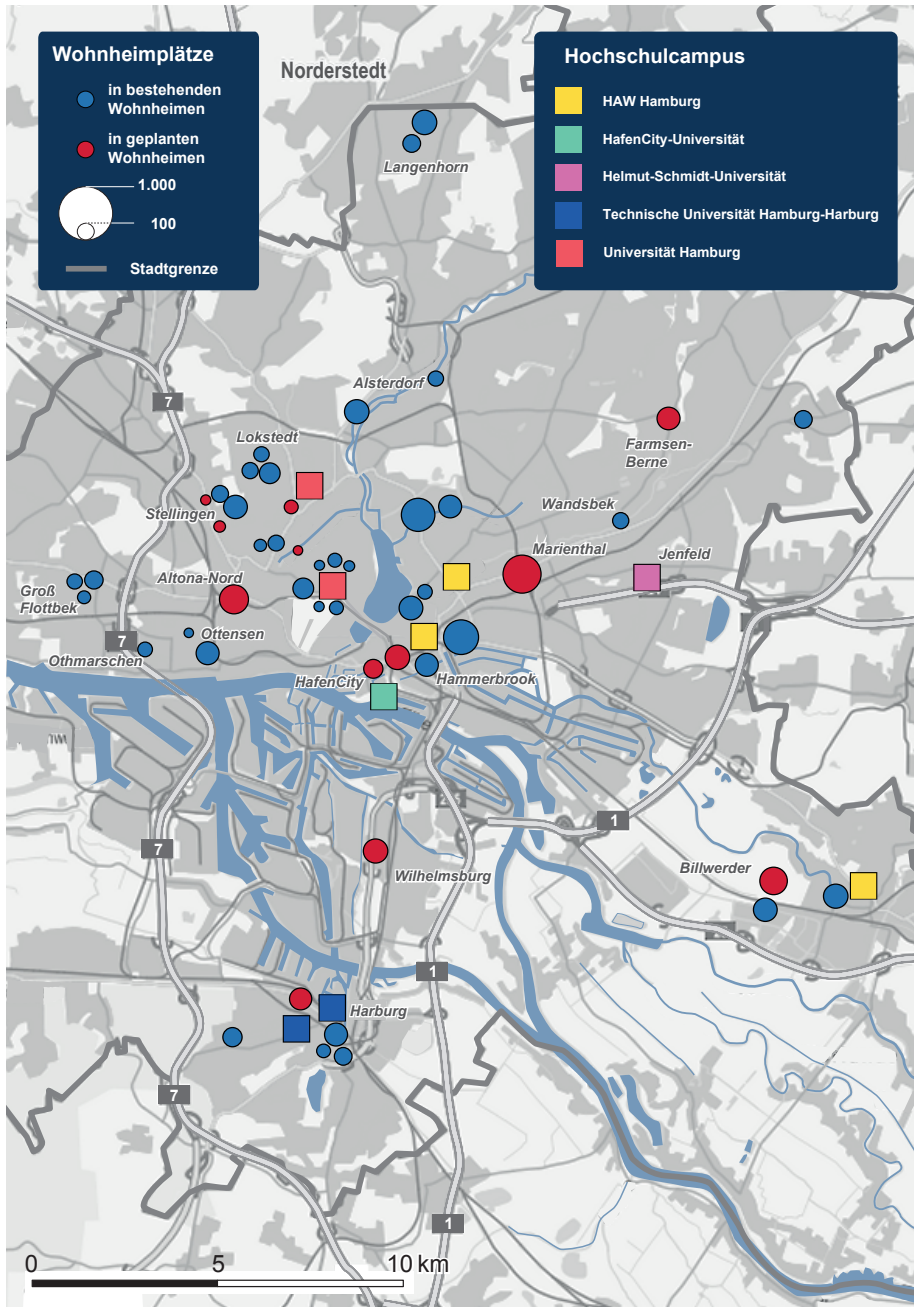 Wohnheimplätze
in bestehenden
Wohnheimen
in geplanten
Wohnheimen
1.000
100
Stadtgrenze
Hochschulcampus
HAW Hamburg
HafenCity-Universität
Helmut-Schmidt-Universität
Technische Universität Hamburg-Harburg
Universität Hamburg
Norderstedt
Langenhorn
Alsterdorf
7
Lokstedt
Farmsen-
Berne
Stellingen
Wandsbek
Marienthal
Jenfeld
Groß
Flottbek
Altona-Nord
7
Ottensen
Othmarschen
HafenCity
Hammerbrook
1
7
Wilhelmsburg
Billwerder
1
Harburg
7
1
0
5
10 km